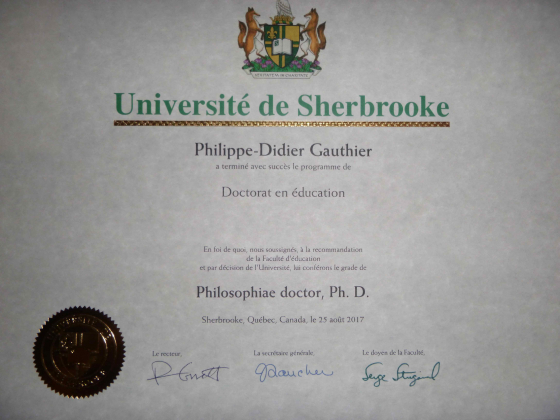 Université de Sherbrooke
Philippe-Didier Gauthier
a terminé avec succès le programme de
Doctorat en éducation
En foi de quoi, nous soussignés, à la recommandation
de la Faculté d'éducation
et par décision de l'Université, lui conférons le grade de
Philosophiae doctor, Ph. D.
Sherbrooke, Québec, Canada, le 25 août 2017
Le recteur,
La secrétaire générale,
Le doyen de la Faculté,